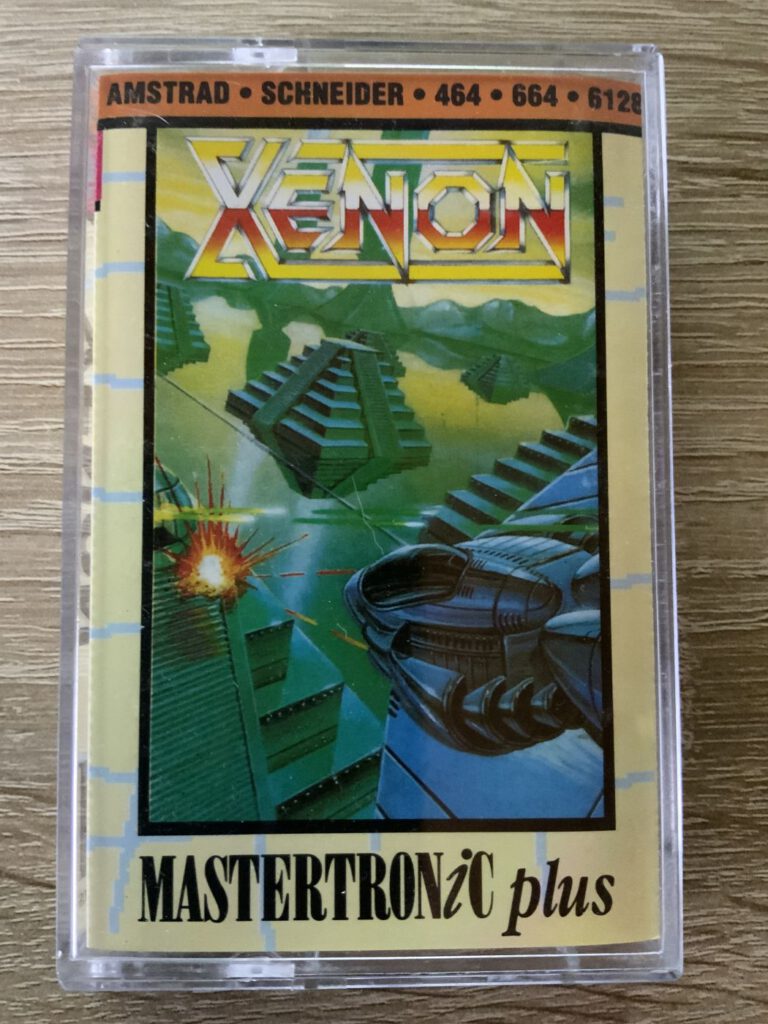 AMSTRAD • SCHNEIDER • 464 • 664 • 6128
XENON
MASTERTRONiC plus